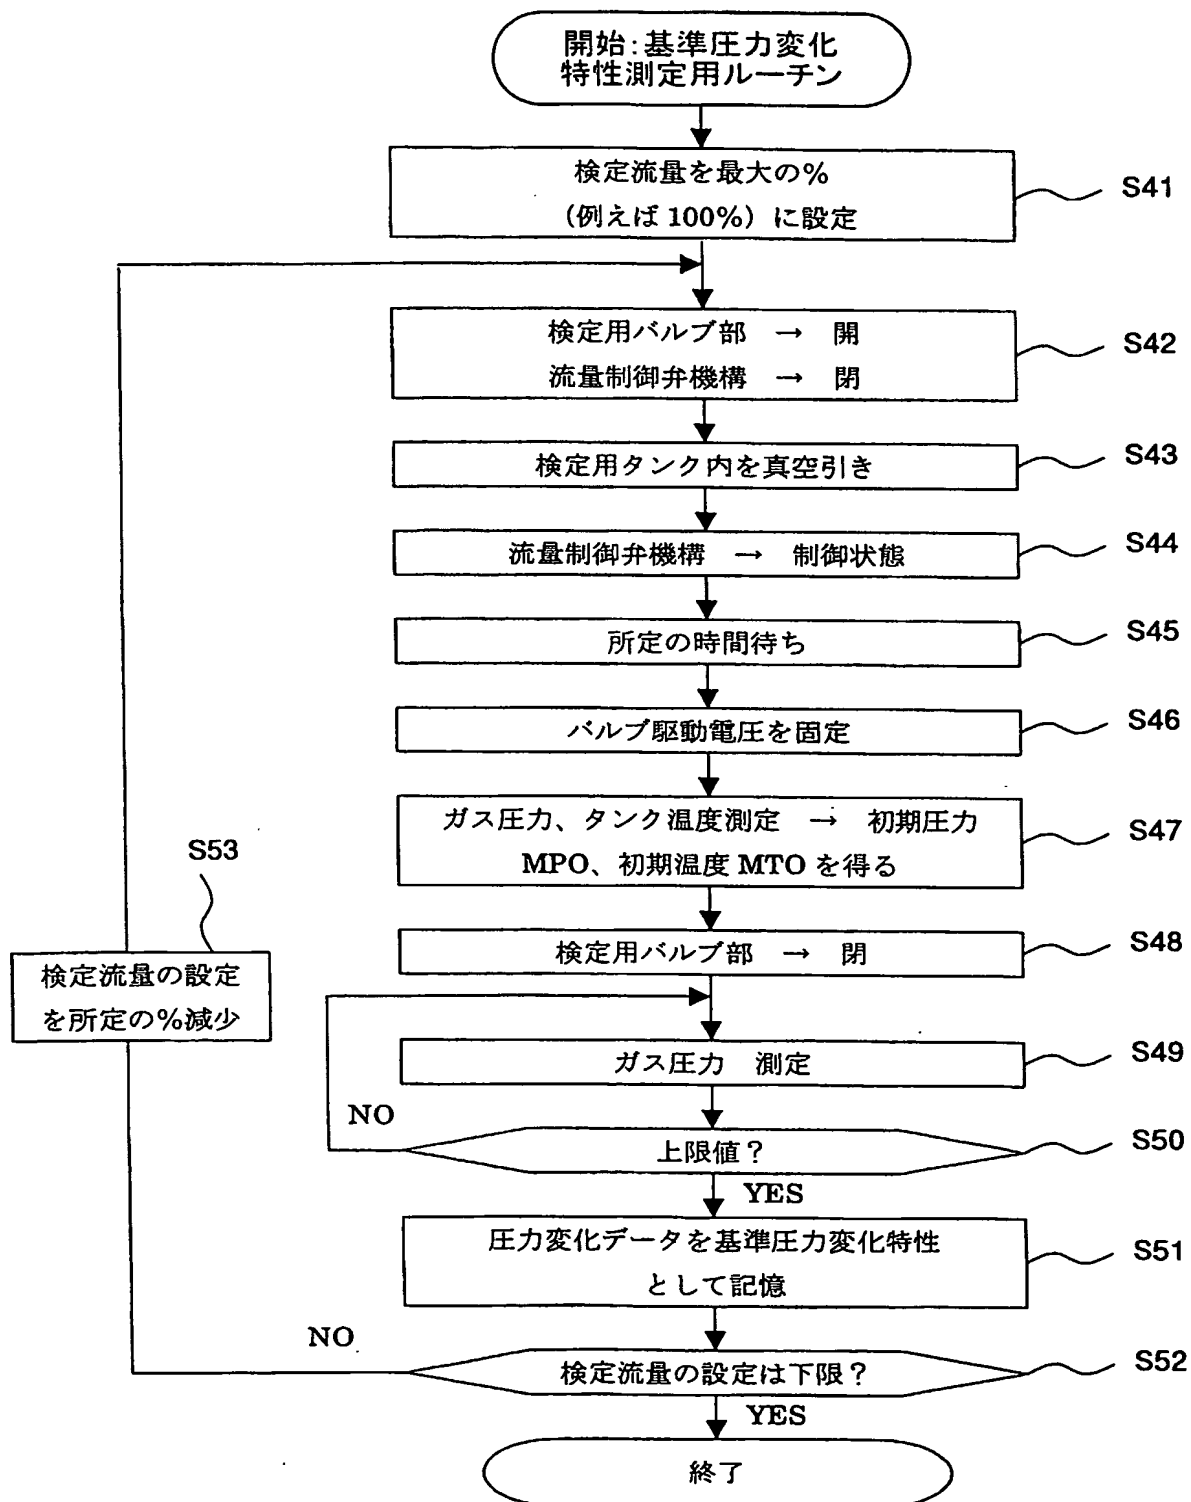 開始:基準圧力変化
特性測定用ルーチン
検定流量を最大の%
(例えば 100%)に設定
S41
検定用バルブ部 → 開
流量制御弁機構 → 閉
S42
検定用タンク内を真空引き
S43
流量制御弁機構 → 制御状態
S44
所定の時間待ち
S45
バルブ駆動電圧を固定
S46
ガス圧力、タンク温度測定 → 初期圧力
MPO、初期温度 MTO を得る
S47
検定用バルブ部 → 閉
S48
ガス圧力 測定
S49
上限値?
S50
NO
YES
圧力変化データを基準圧力変化特性
として記憶
S51
検定流量の設定は下限?
S52
NO
YES
S53
検定流量の設定
を所定の%減少
終了